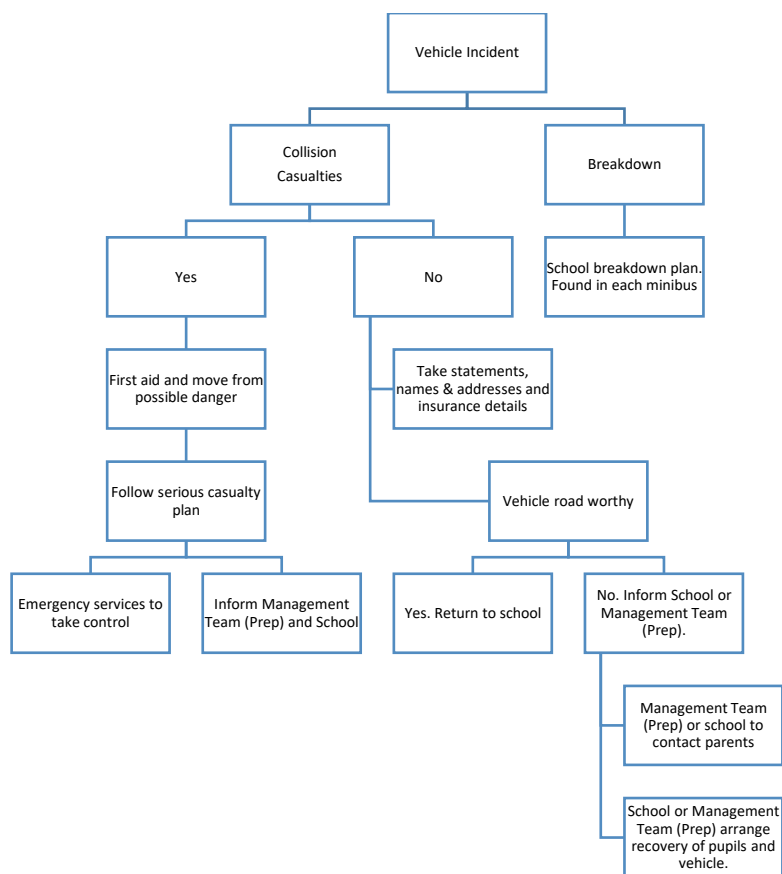 Vehicle Incident
Collision
Casualties
Breakdown
Yes
No
School breakdown plan.
Found in each minibus
First aid and move from
possible danger
Take statements,
names & addresses and
insurance details
Follow serious casualty
plan
Vehicle road worthy
Emergency services to
take control
Inform Management
Team (Prep) and School
Yes. Return to school
No. Inform School or
Management Team
(Prep).
Management Team
(Prep) or school to
contact parents
School or Management
Team (Prep) arrange
recovery of pupils and
vehicle.